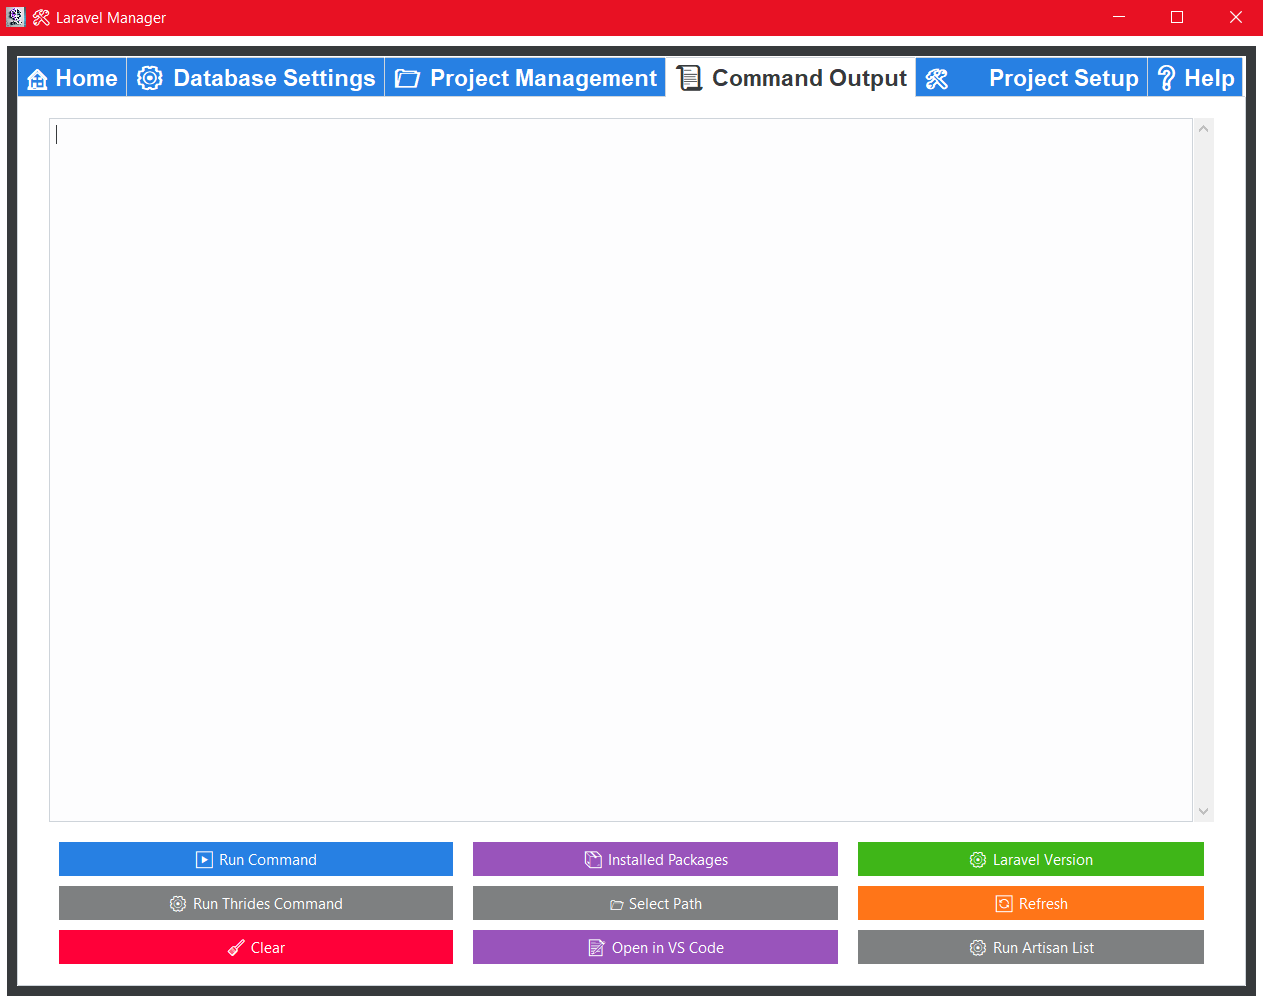 Laravel Manager
Home Database Settings Project Management Command Output Project Setup Help
Run Command Installed Packages Laravel Version
Run Thrides Command Select Path Refresh
Clear Open in VS Code Run Artisan List